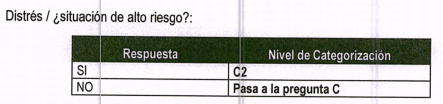 Distrés / ¿situación de alto riesgo?:
Respuesta Nivel de Categorización
SI C2
NO Pasa a la pregunta C